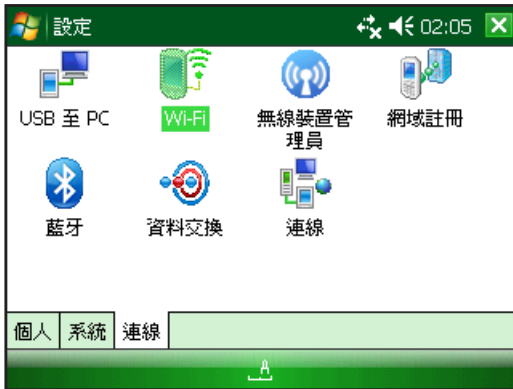 設定 02:05
USB 至 PC
Wi-Fi
無線裝置管
理員
網域註冊
藍牙
資料交換
連線
個人 系統 連線